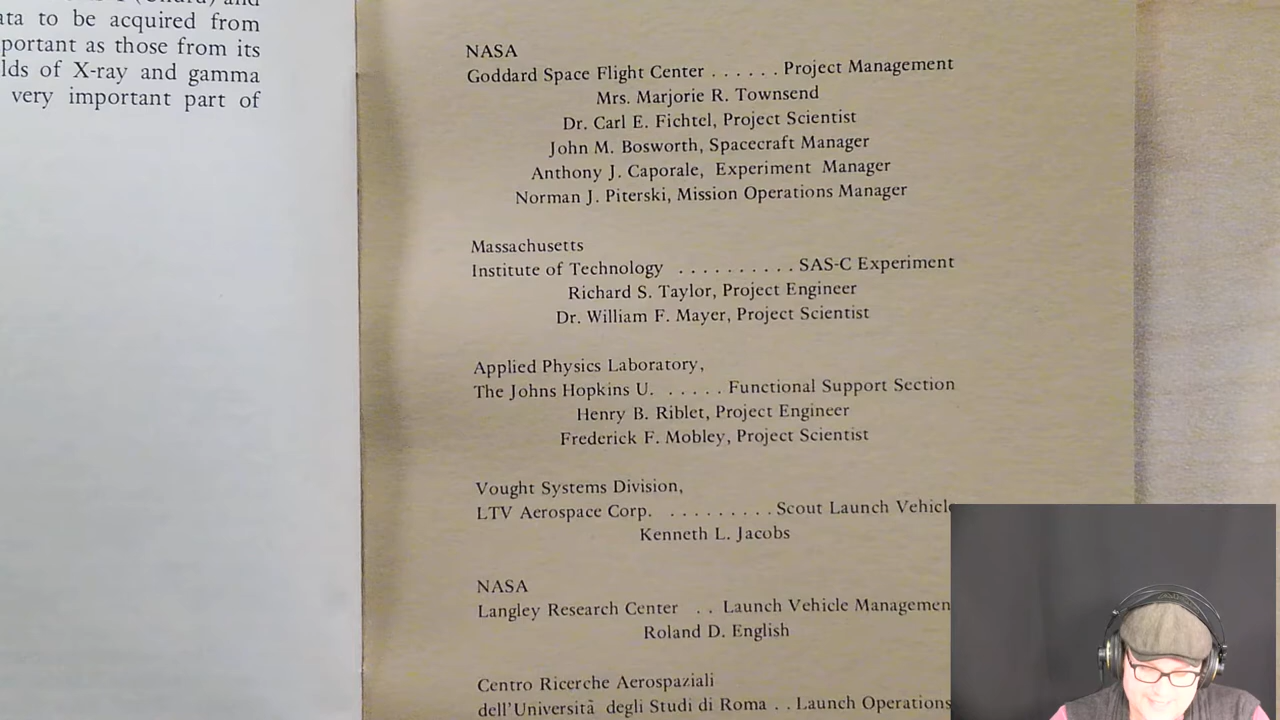 ata to be acquired from
portant as those from its
lds of X-ray and gamma
very important part of
NASA
Goddard Space Flight Center . . . . . . Project Management
Mrs. Marjorie R. Townsend
Dr. Carl E. Fichtel, Project Scientist
John M. Bosworth, Spacecraft Manager
Anthony J. Caporale, Experiment Manager
Norman J. Piterski, Mission Operations Manager
Massachusetts
Institute of Technology . . . . . . . . . . SAS-C Experiment
Richard S. Taylor, Project Engineer
Dr. William F. Mayer, Project Scientist
Applied Physics Laboratory,
The Johns Hopkins U. . . . . . Functional Support Section
Henry B. Riblet, Project Engineer
Frederick F. Mobley, Project Scientist
Vought Systems Division,
LTV Aerospace Corp. . . . . . . . . . Scout Launch Vehicle
Kenneth L. Jacobs
NASA
Langley Research Center . . Launch Vehicle Managemen
Roland D. English
Centro Ricerche Aerospaziali
dell'Universitã degli Studi di Roma . . Launch Operations